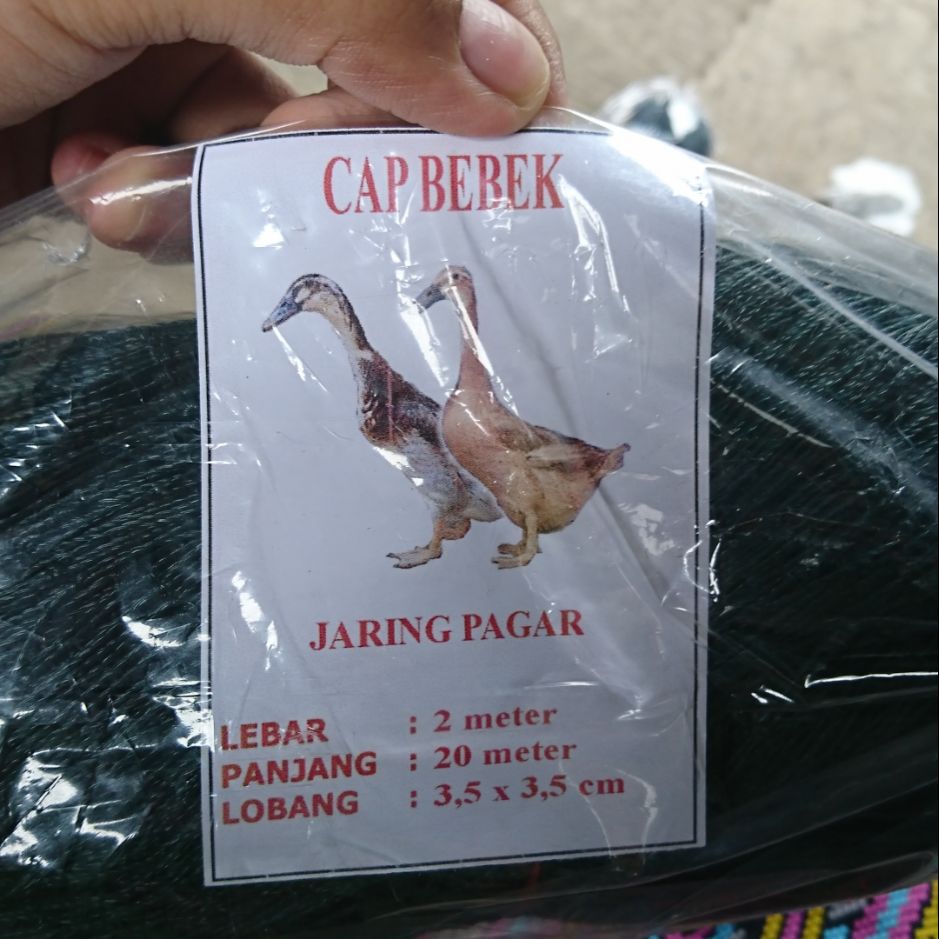 CAP BEBEK
JARING PAGAR
LEBAR : 2 meter
PANJANG : 20 meter
LOBANG : 3,5 x 3,5 cm